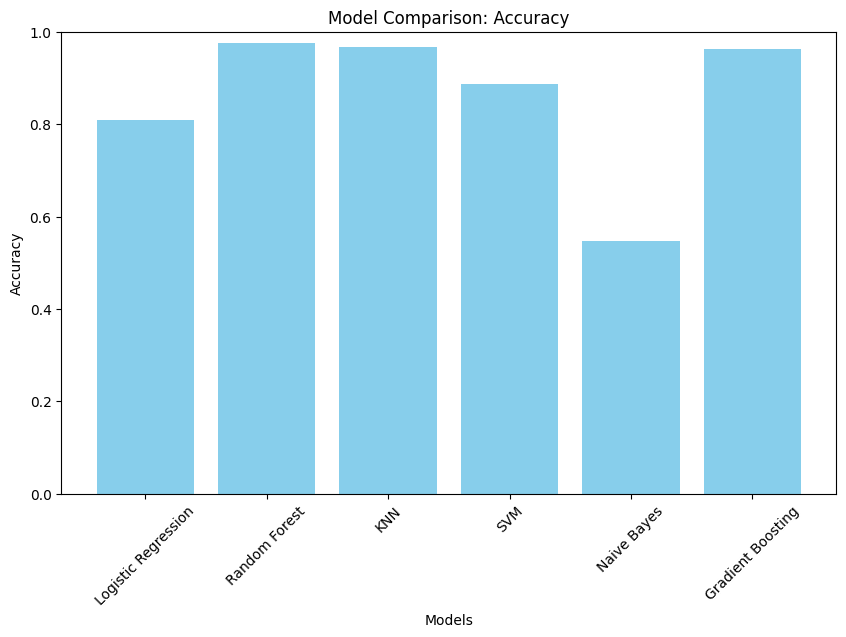 Model Comparison: Accuracy
1.0
0.8
0.6
0.4
0.2
0.0
Accuracy
Logistic Regression
Random Forest
KNN
SVM
Naive Bayes
Gradient Boosting
Models